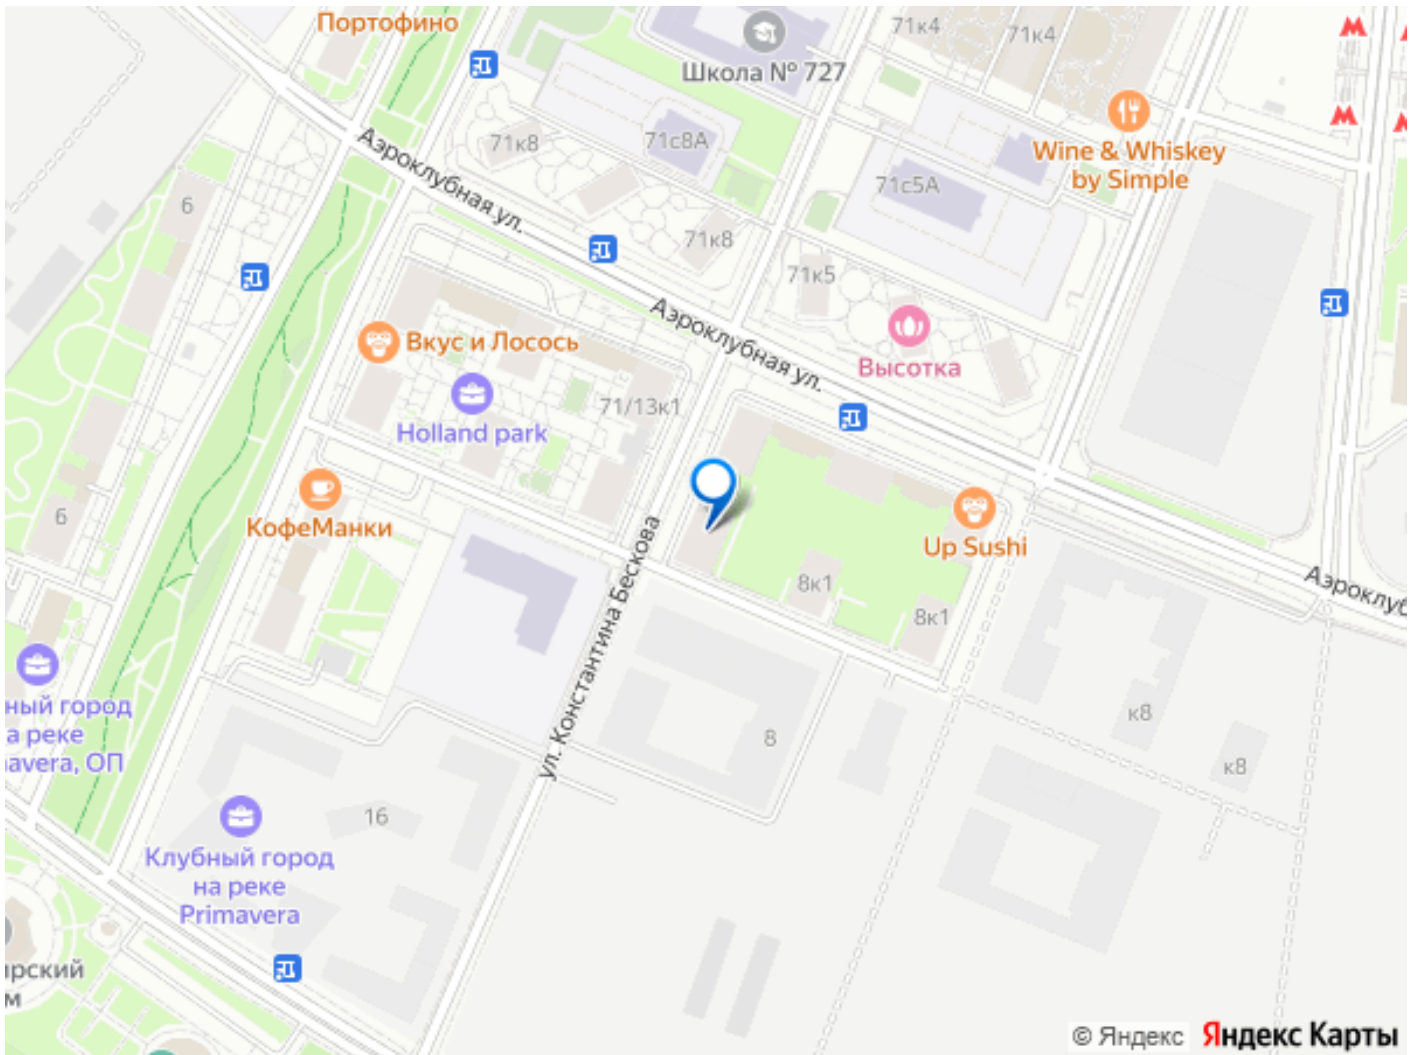 Портофино
Школа № 727
71к4
71к4
Wine & Whiskey
by Simple
71к8
71с8А
71с5А
Аэроклубная ул.
6
71к8
71к5
Аэроклубная ул.
Высотка
Вкус и Лосось
71/13к1
Holland park
КофеМанки
6
Up Sushi
8к1
8к1
Аэроклуб
ул. Константина Бескова
ный город
а реке
avera, ОП
8
к8
к8
16
Клубный город
на реке
Primavera
ирский
м
© Яндекс
Яндекс Карты